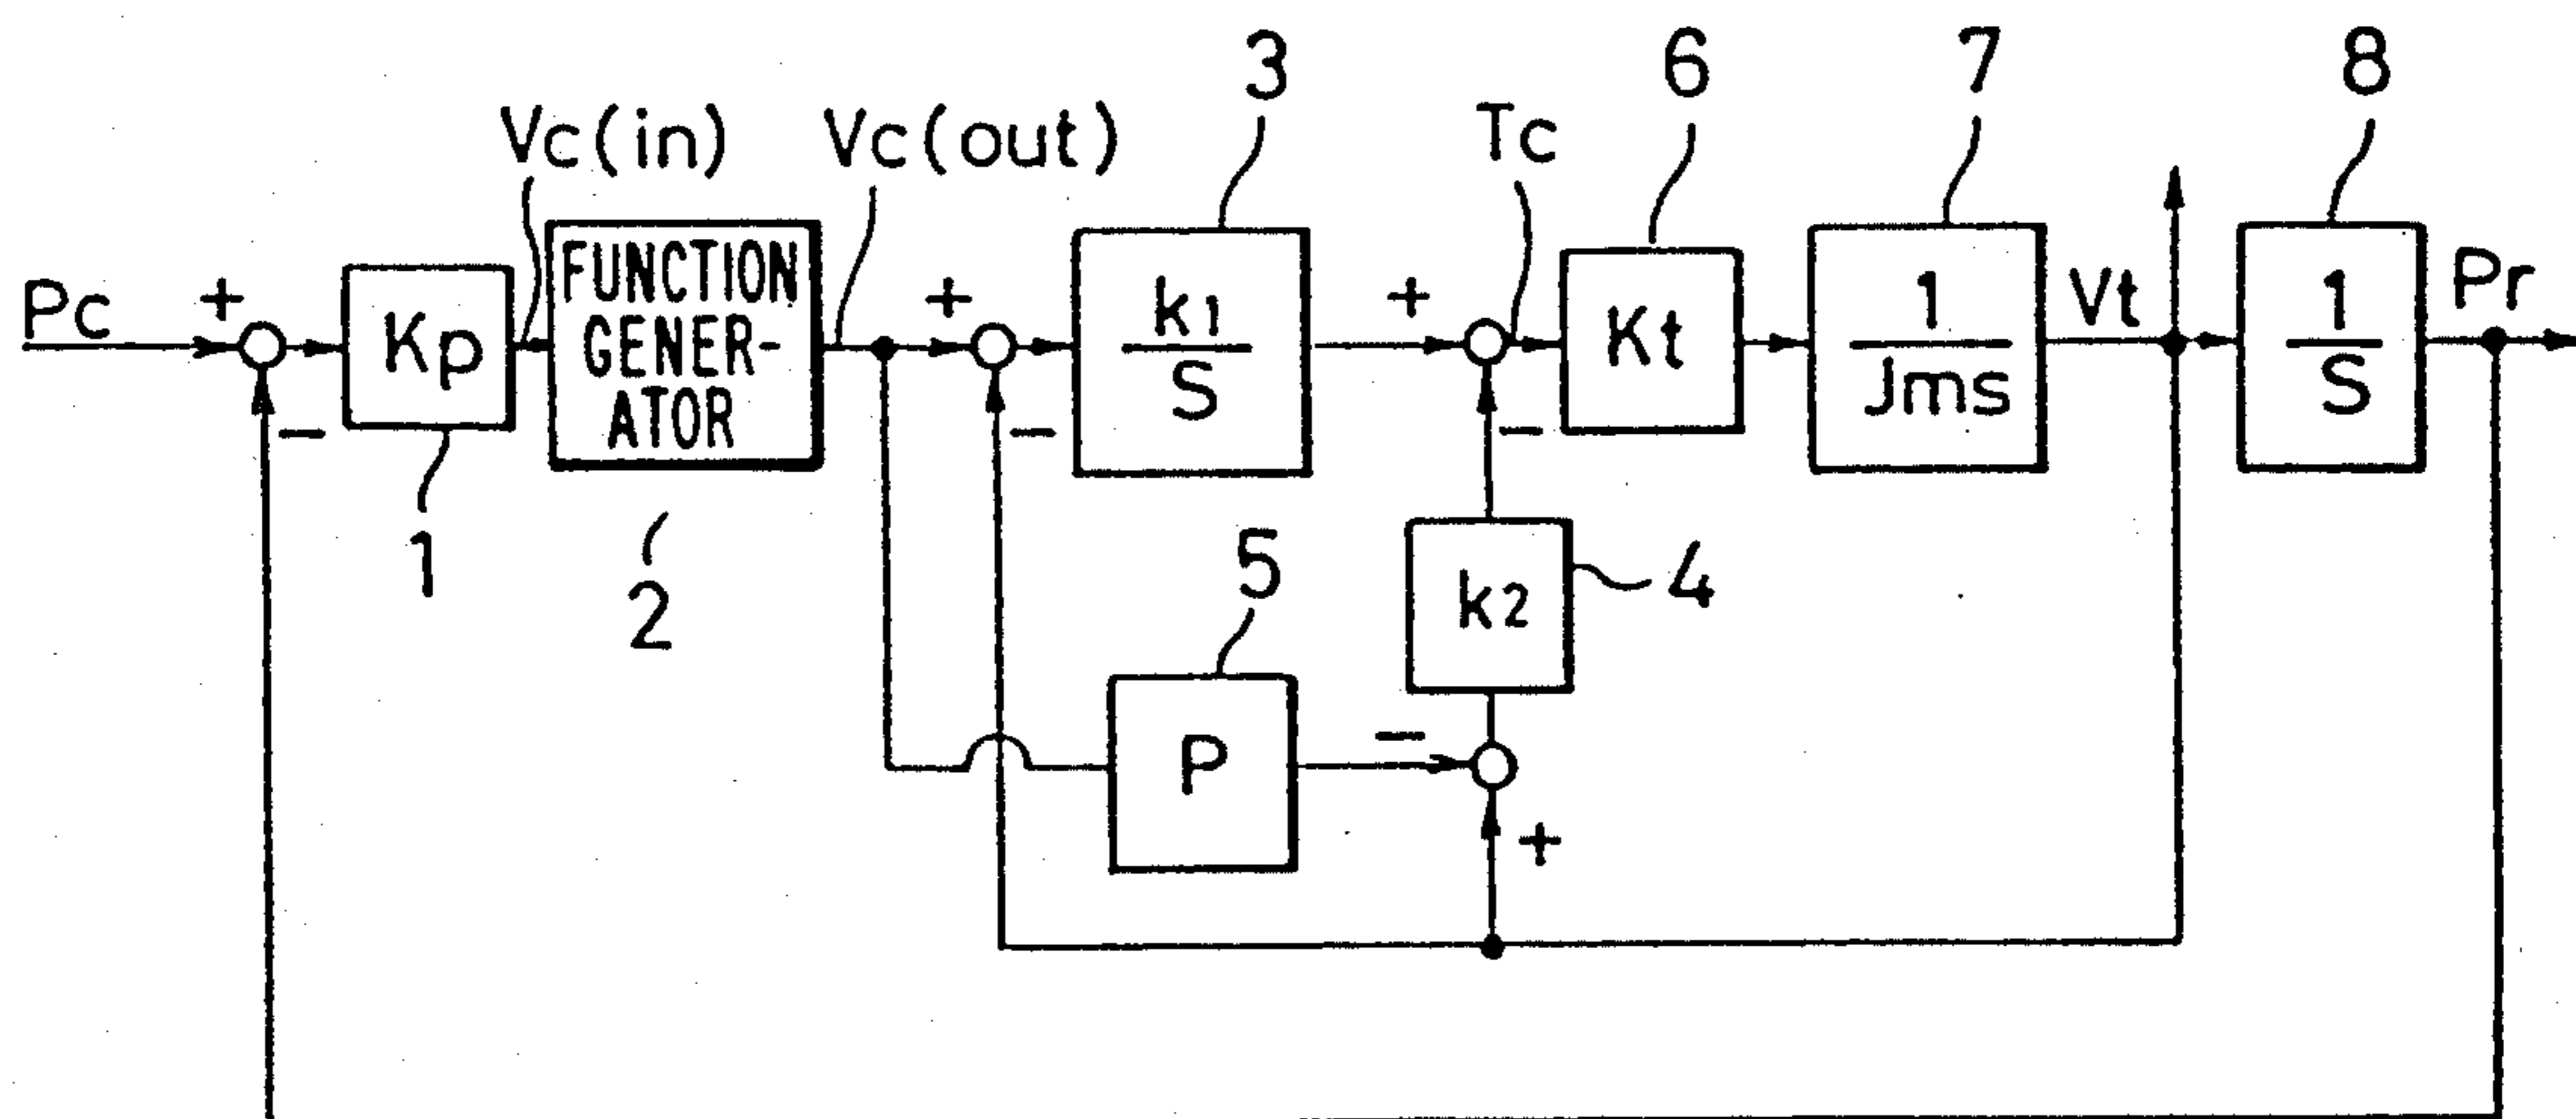 3
6
7
8
Vc(in)
Vc(out)
Tc
Pc
+
-
Kp
FUNCTION
GENER-
ATOR
+
-
k1
S
+
-
Kt
1
Jms
Vt
1
S
Pr
1
2
5
k2
4
P
-
+